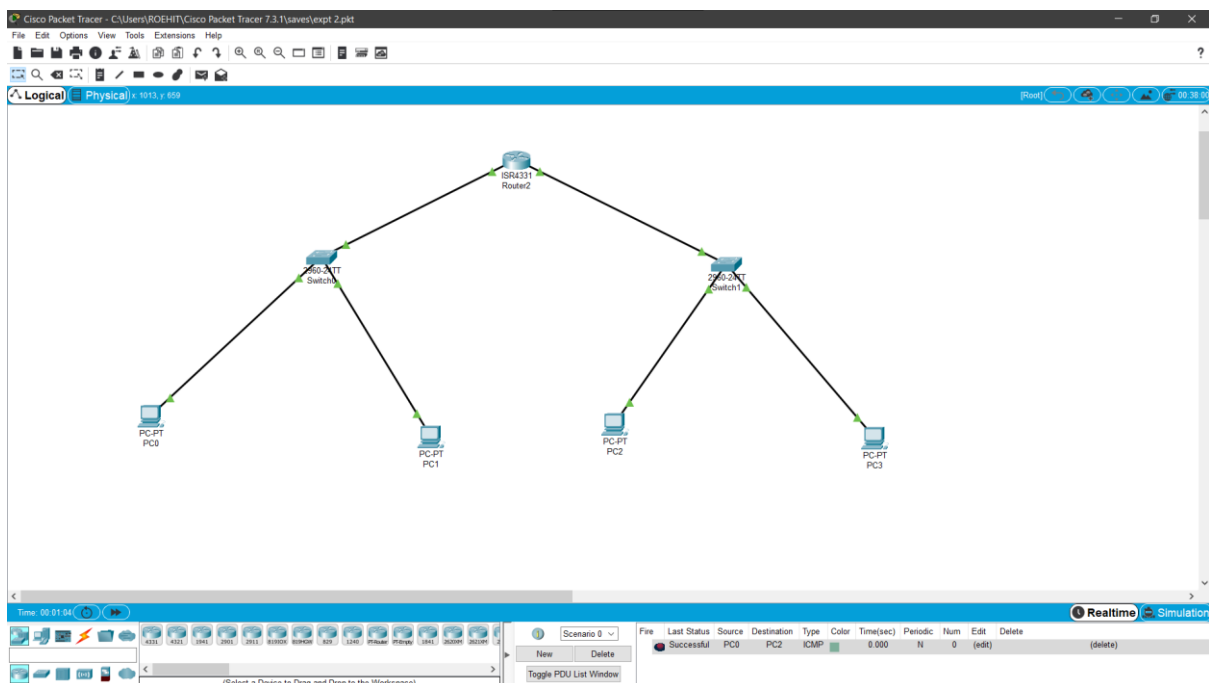 Cisco Packet Tracer - C:\Users\ROEHIT\Cisco Packet Tracer 7.3.1\saves\expt 2.pkt
File Edit Options View Tools Extensions Help
?
Logical Physical x: 1013, y: 659 [Root] 00:38:00
ISR4331
Router2
2960-24TT
Switch0
2960-24TT
Switch1
PC-PT
PC0
PC-PT
PC1
PC-PT
PC2
PC-PT
PC3
Time: 00:01:04 Realtime Simulation
4331 4321 1941 2901 2911 819IOX 819HGW 829 1240 PT-Router PT-Empty 1841 2620XM 2621XM
Scenario 0
New Delete
Toggle PDU List Window
Fire Last Status Source Destination Type Color Time(sec) Periodic Num Edit Delete
Successful PC0 PC2 ICMP 0.000 N 0 (edit) (delete)
(Select a Device to Drag and Drop to the Workspace)